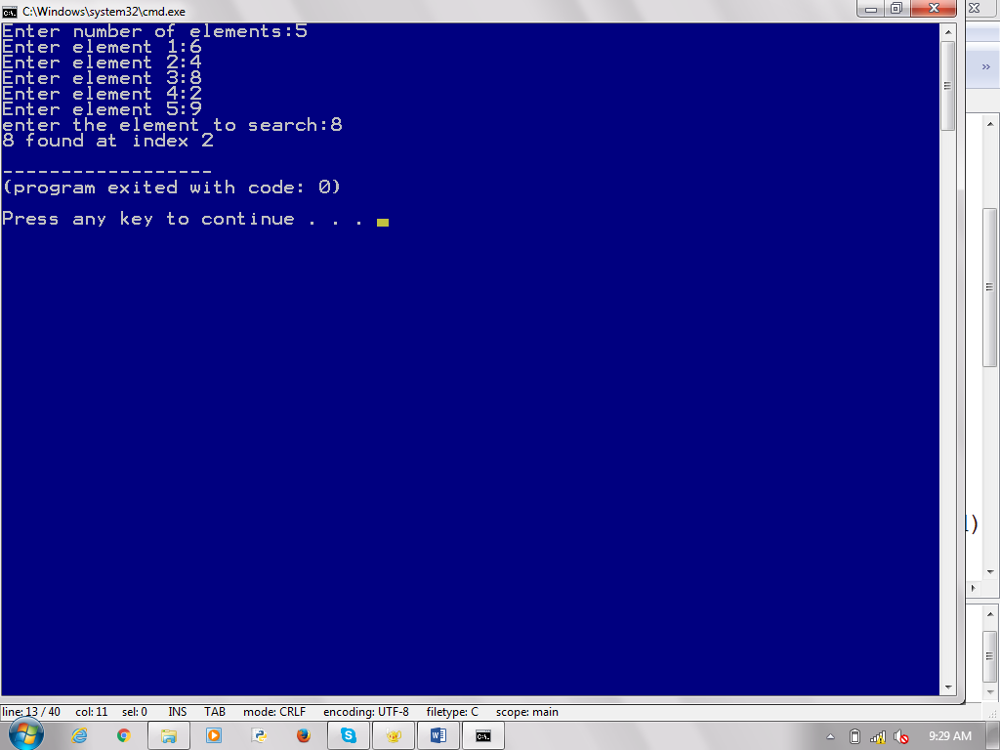 C:\Windows\system32\cmd.exe
Enter number of elements:5
Enter element 1:6
Enter element 2:4
Enter element 3:8
Enter element 4:2
Enter element 5:9
enter the element to search:8
8 found at index 2
------------------
(program exited with code: 0)
Press any key to continue . . .
line: 13 / 40 col: 11 sel: 0 INS TAB mode: CRLF encoding: UTF-8 filetype: C scope: main
9:29 AM